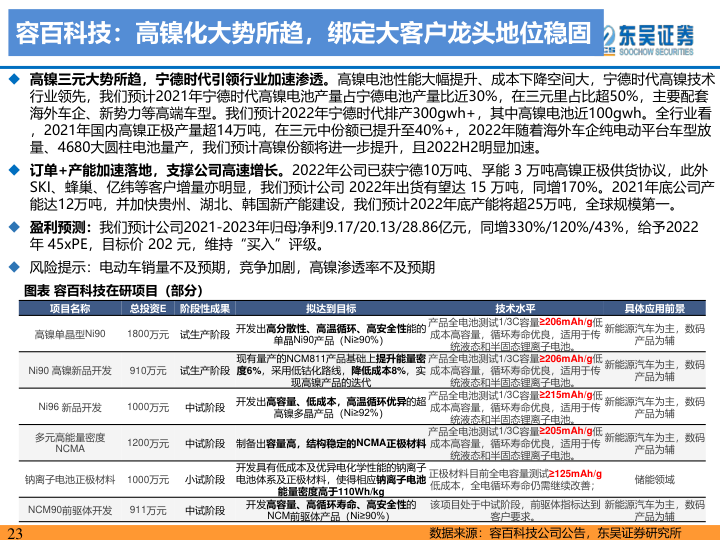 容百科技：高镍化大势所趋，绑定大客户龙头地位稳固
东吴证券
SOOCHOW SECURITIES
◆ 高镍三元大势所趋，宁德时代引领行业加速渗透。高镍电池性能大幅提升、成本下降空间大，宁德时代高镍技术
行业领先，我们预计2021年宁德时代高镍电池产量占宁德电池产量比近30%，在三元里占比超50%，主要配套
海外车企、新势力等高端车型。我们预计2022年宁德时代排产300gwh+，其中高镍电池近100gwh。全行业看
，2021年国内高镍正极产量超14万吨，在三元中份额已提升至40%+，2022年随着海外车企纯电动平台车型放
量、4680大圆柱电池量产，我们预计高镍份额将进一步提升，且2022H2明显加速。
◆ 订单+产能加速落地，支撑公司高速增长。2022年公司已获宁德10万吨、孚能 3 万吨高镍正极供货协议，此外
SKI、蜂巢、亿纬等客户增量亦明显，我们预计公司 2022年出货有望达 15 万吨，同增170%。2021年底公司产
能达12万吨，并加快贵州、湖北、韩国新产能建设，我们预计2022年底产能将超25万吨，全球规模第一。
◆ 盈利预测：我们预计公司2021-2023年归母净利9.17/20.13/28.86亿元，同增330%/120%/43%，给予2022
年 45xPE，目标价 202 元，维持“买入”评级。
◆ 风险提示：电动车销量不及预期，竞争加剧，高镍渗透率不及预期
图表 容百科技在研项目（部分）
项目名称 总投资E 阶段性成果 拟达到目标 技术水平 具体应用前景
高镍单晶型Ni90 1800万元 试生产阶段 开发出高分散性、高温循环、高安全性能的
单晶Ni90产品（Ni≥90%） 产品全电池测试1/3C容量≥206mAh/g低
成本高容量，循环寿命优良，适用于传
统液态和半固态锂离子电池。 新能源汽车为主，数码
产品为辅
Ni90 高镍新品开发 910万元 试生产阶段 现有量产的NCM811产品基础上提升能量密
度6%，采用低钴化路线，降低成本8%，实
现高镍产品的迭代 产品全电池测试1/3C容量≥206mAh/g低
成本高容量，循环寿命优良，适用于传
统液态和半固态锂离子电池。 新能源汽车为主，数码
产品为辅
Ni96 新品开发 1000万元 中试阶段 开发出高容量、低成本，高温循环优异的超
高镍多晶产品（Ni≥92%） 产品全电池测试1/3C容量≥215mAh/g低
成本高容量，循环寿命优良，适用于传
统液态和半固态锂离子电池。 新能源汽车为主，数码
产品为辅
多元高能量密度
NCMA 1200万元 中试阶段 制备出容量高，结构稳定的NCMA正极材料 产品全电池测试1/3C容量≥205mAh/g低
成本高容量，循环寿命优良，适用于传
统液态和半固态锂离子电池。 新能源汽车为主，数码
产品为辅
钠离子电池正极材料 1000万元 小试阶段 开发具有低成本及优异电化学性能的钠离子
电池体系及正极材料，使得相应钠离子电池
能量密度高于110Wh/kg 正极材料目前全电容量测试≥125mAh/g
低成本，全电循环寿命仍需继续改善； 储能领域
NCM90前驱体开发 911万元 中试阶段 开发高容量、高循环寿命、高安全性的
NCM前驱体产品（Ni≥90%） 该项目处于中试阶段，前驱体指标达到
客户要求。 新能源汽车为主，数码
产品为辅
23
数据来源：容百科技公司公告，东吴证券研究所